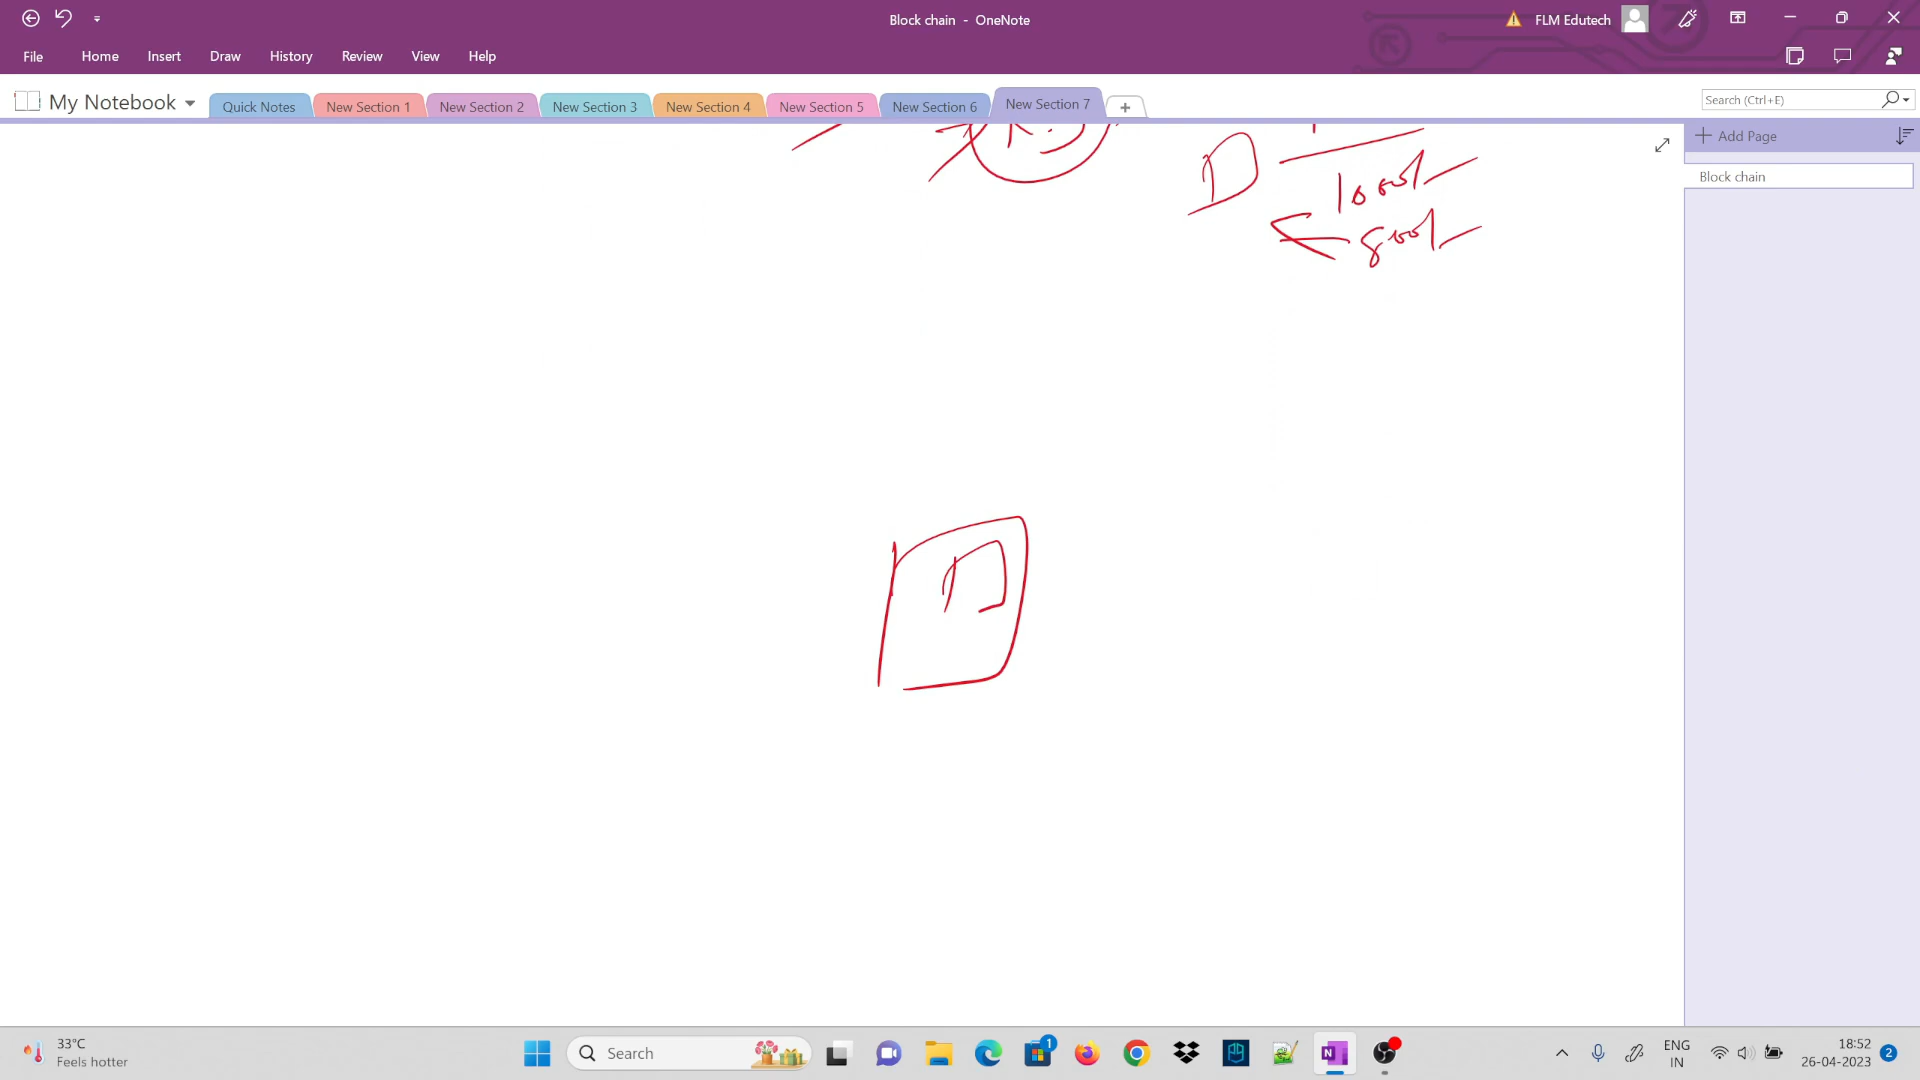 Block chain - OneNote
FLM Edutech
File Home Insert Draw History Review View Help
My Notebook
Quick Notes New Section 1 New Section 2 New Section 3 New Section 4 New Section 5 New Section 6 New Section 7
Search (Ctrl+E)
Add Page
Block chain
D
33°C
Feels hotter
Search
1
ENG
IN
18:52
26-04-2023
2